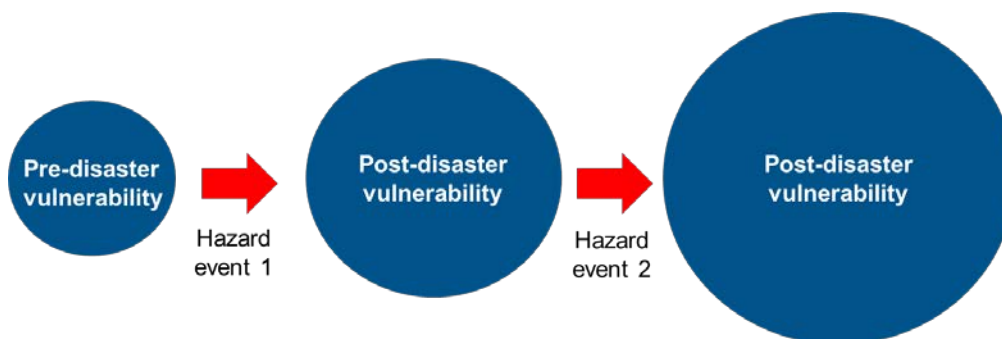 Pre-disaster
vulnerability
Hazard
event 1
Post-disaster
vulnerability
Hazard
event 2
Post-disaster
vulnerability